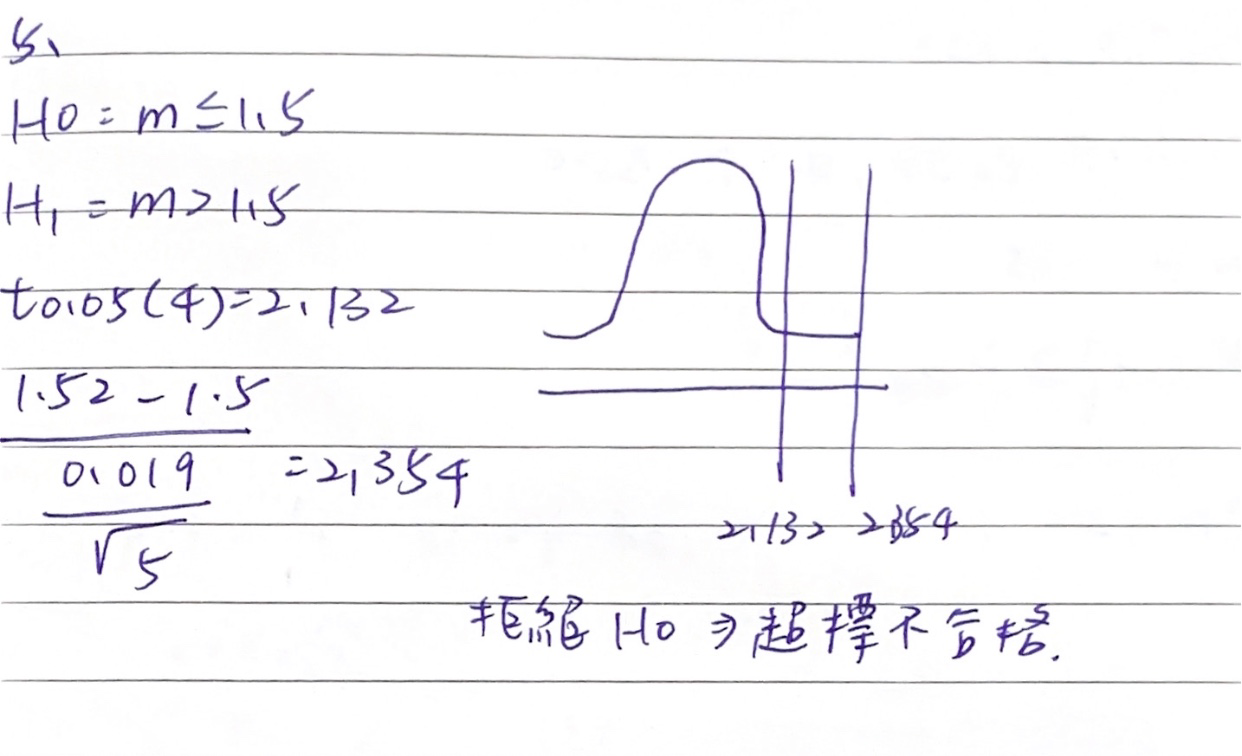 5、
H0 = m ≤ 1.5
H1 = m > 1.5
t0.05(4) = 2.132
1.52 - 1.5
0.019
√5
= 2.354
2.132 2.354
拒絕 H0 ⇒ 超擇不合格.